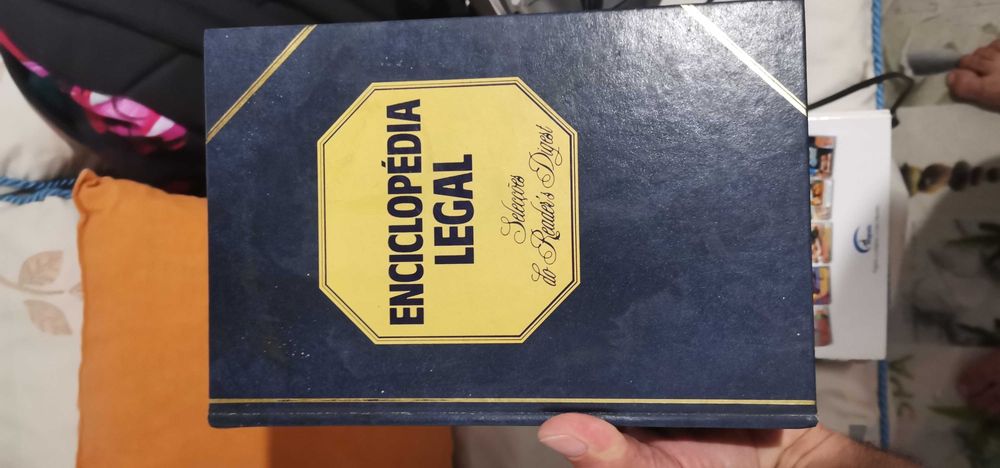 ENCICLOPÉDIA
LEGAL
Selecções
do Reader's Digest